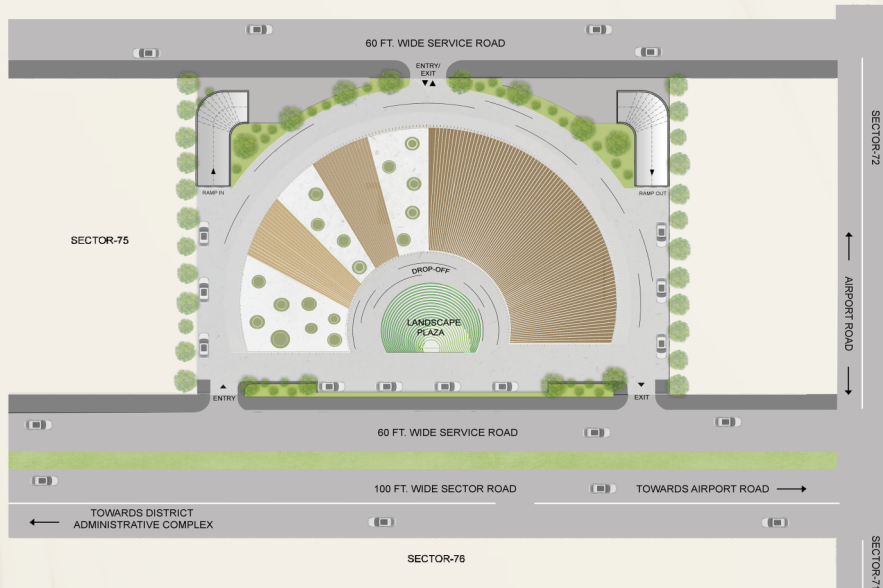 60 FT. WIDE SERVICE ROAD
ENTRY/
EXIT
SECTOR-72
RAMP IN
RAMP OUT
SECTOR-75
DROP-OFF
AIRPORT ROAD
LANDSCAPE
PLAZA
ENTRY
EXIT
60 FT. WIDE SERVICE ROAD
100 FT. WIDE SECTOR ROAD
TOWARDS AIRPORT ROAD
TOWARDS DISTRICT
ADMINISTRATIVE COMPLEX
SECTOR-76